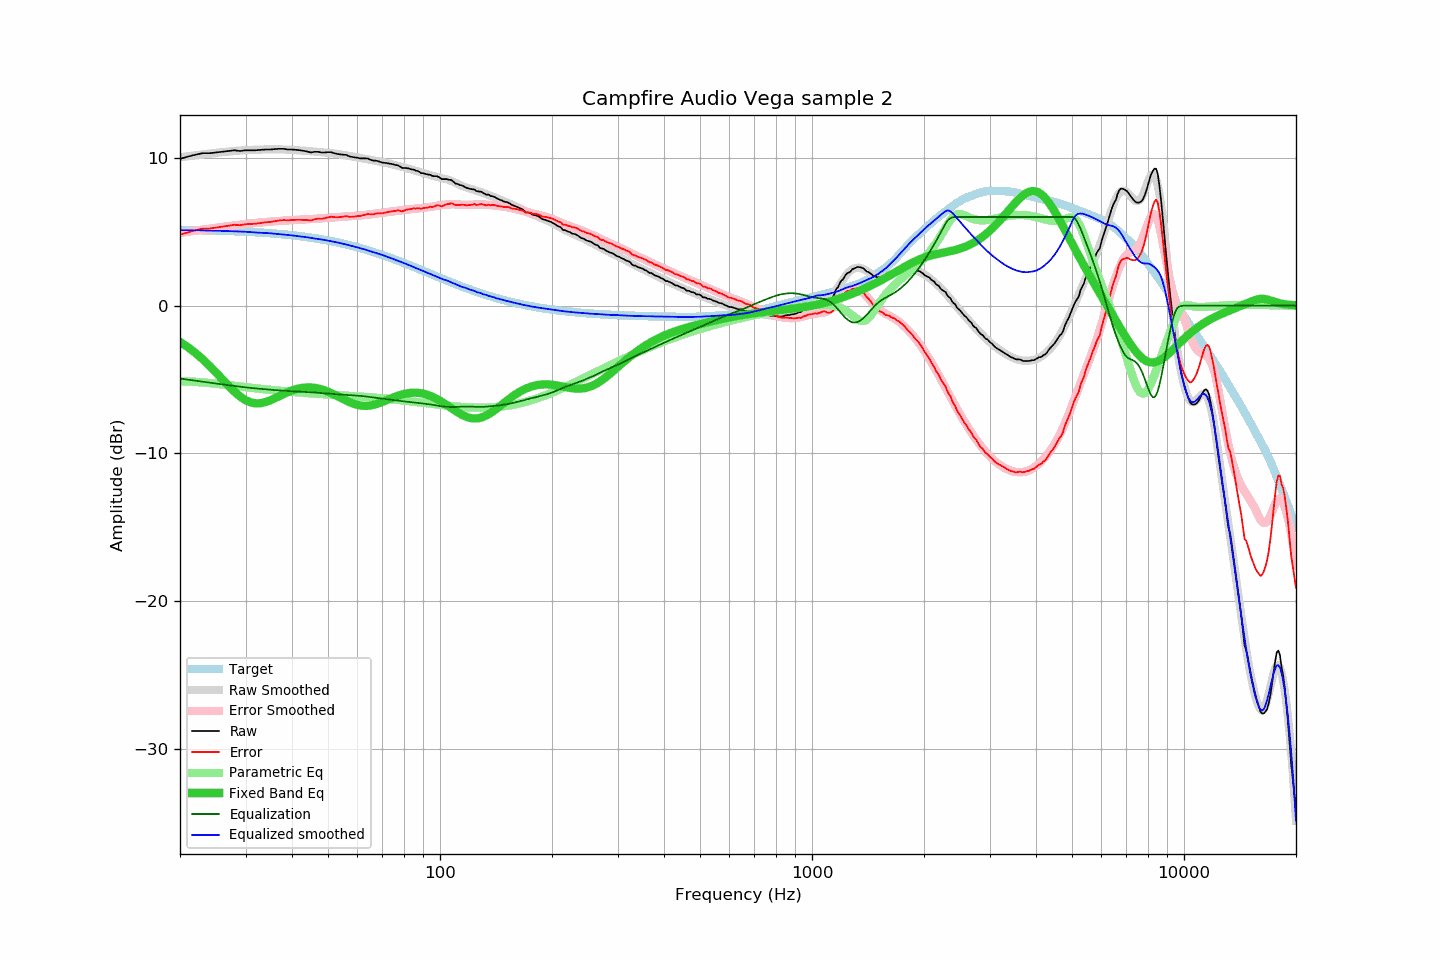 Campfire Audio Vega sample 2
10
0
−10
−20
−30
Amplitude (dBr)
Target
Raw Smoothed
Error Smoothed
Raw
Error
Parametric Eq
Fixed Band Eq
Equalization
Equalized smoothed
100
1000
10000
Frequency (Hz)